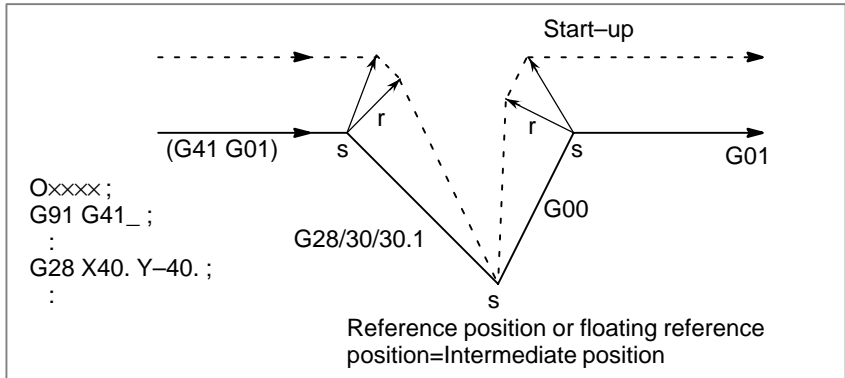 Start–up
r
r
(G41 G01)
s
s
G01
O×××× ;
G91 G41_ ;
:
G28 X40. Y–40. ;
:
G28/30/30.1
G00
s
Reference position or floating reference
position=Intermediate position